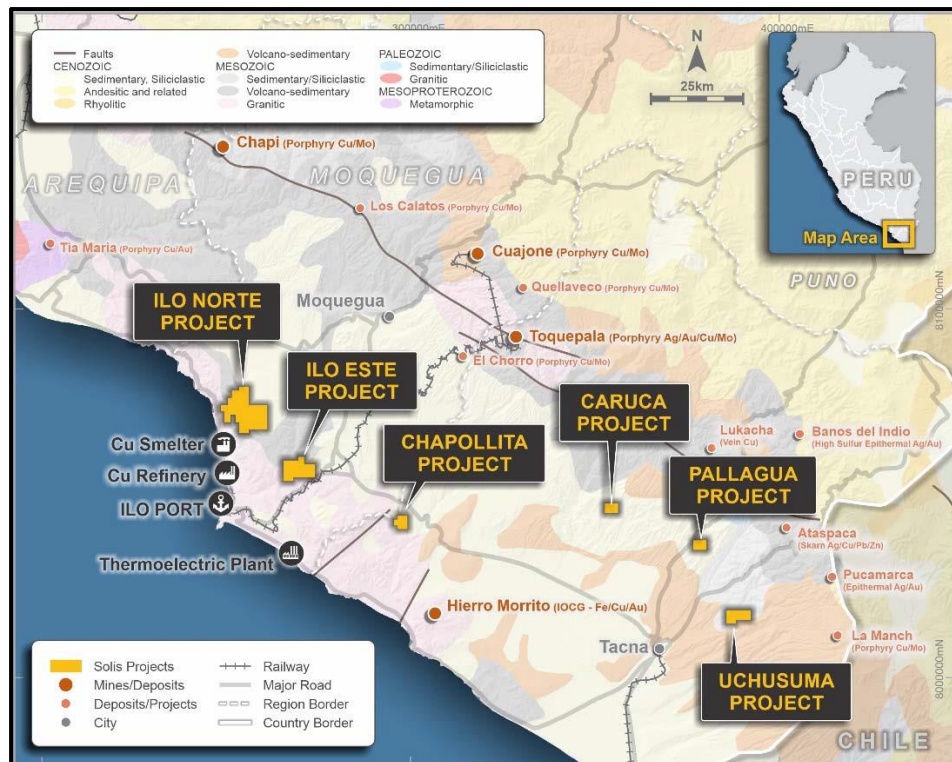 300000mE
400000mE
Faults
CENOZOIC
Sedimentary, Siliciclastic
Andesitic and related
Rhyolitic
Volcano-sedimentary
MESOZOIC
Sedimentary/Siliciclastic
Volcano-sedimentary
Granitic
PALEOZOIC
Sedimentary/Siliciclastic
Granitic
MESOPROTEROZOIC
Metamorphic
N
25km
PERU
Map Area
Chapi (Porphyry Cu/Mo)
AREQUIPA
MOQUEGUA
Los Calatos (Porphyry Cu/Mo)
Tia Maria (Porphyry Cu/Au)
Cuajone (Porphyry Cu/Mo)
PUNO
Quellaveco (Porphyry Cu/Mo)
ILO NORTE
PROJECT
Moquegua
8100000mN
Toquepala (Porphyry Ag/Au/Cu/Mo)
El Chorro (Porphyry Cu/Mo)
ILO ESTE
PROJECT
CARUCA
PROJECT
CHAPOLLITA
PROJECT
Lukacha
(Vein Cu)
Banos del Indio
(High Sulfur Epithermal Ag/Au)
Cu Smelter
Cu Refinery
ILO PORT
PALLAGUA
PROJECT
Ataspaca
(Skarn Ag/Cu/Pb/Zn)
Thermoelectric Plant
Pucamarca
(Epithermal Ag/Au)
Hierro Morrito (IOCG - Fe/Cu/Au)
La Manch
(Porphyry Cu/Mo)
Tacna
8000000mN
UCHUSUMA
PROJECT
CHILE
Solis Projects
Mines/Deposits
Deposits/Projects
City
Railway
Major Road
Region Border
Country Border